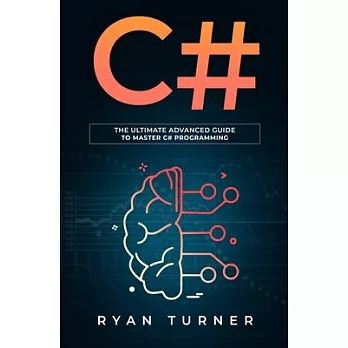 C#
THE ULTIMATE ADVANCED GUIDE
TO MASTER C# PROGRAMMING
RYAN TURNER